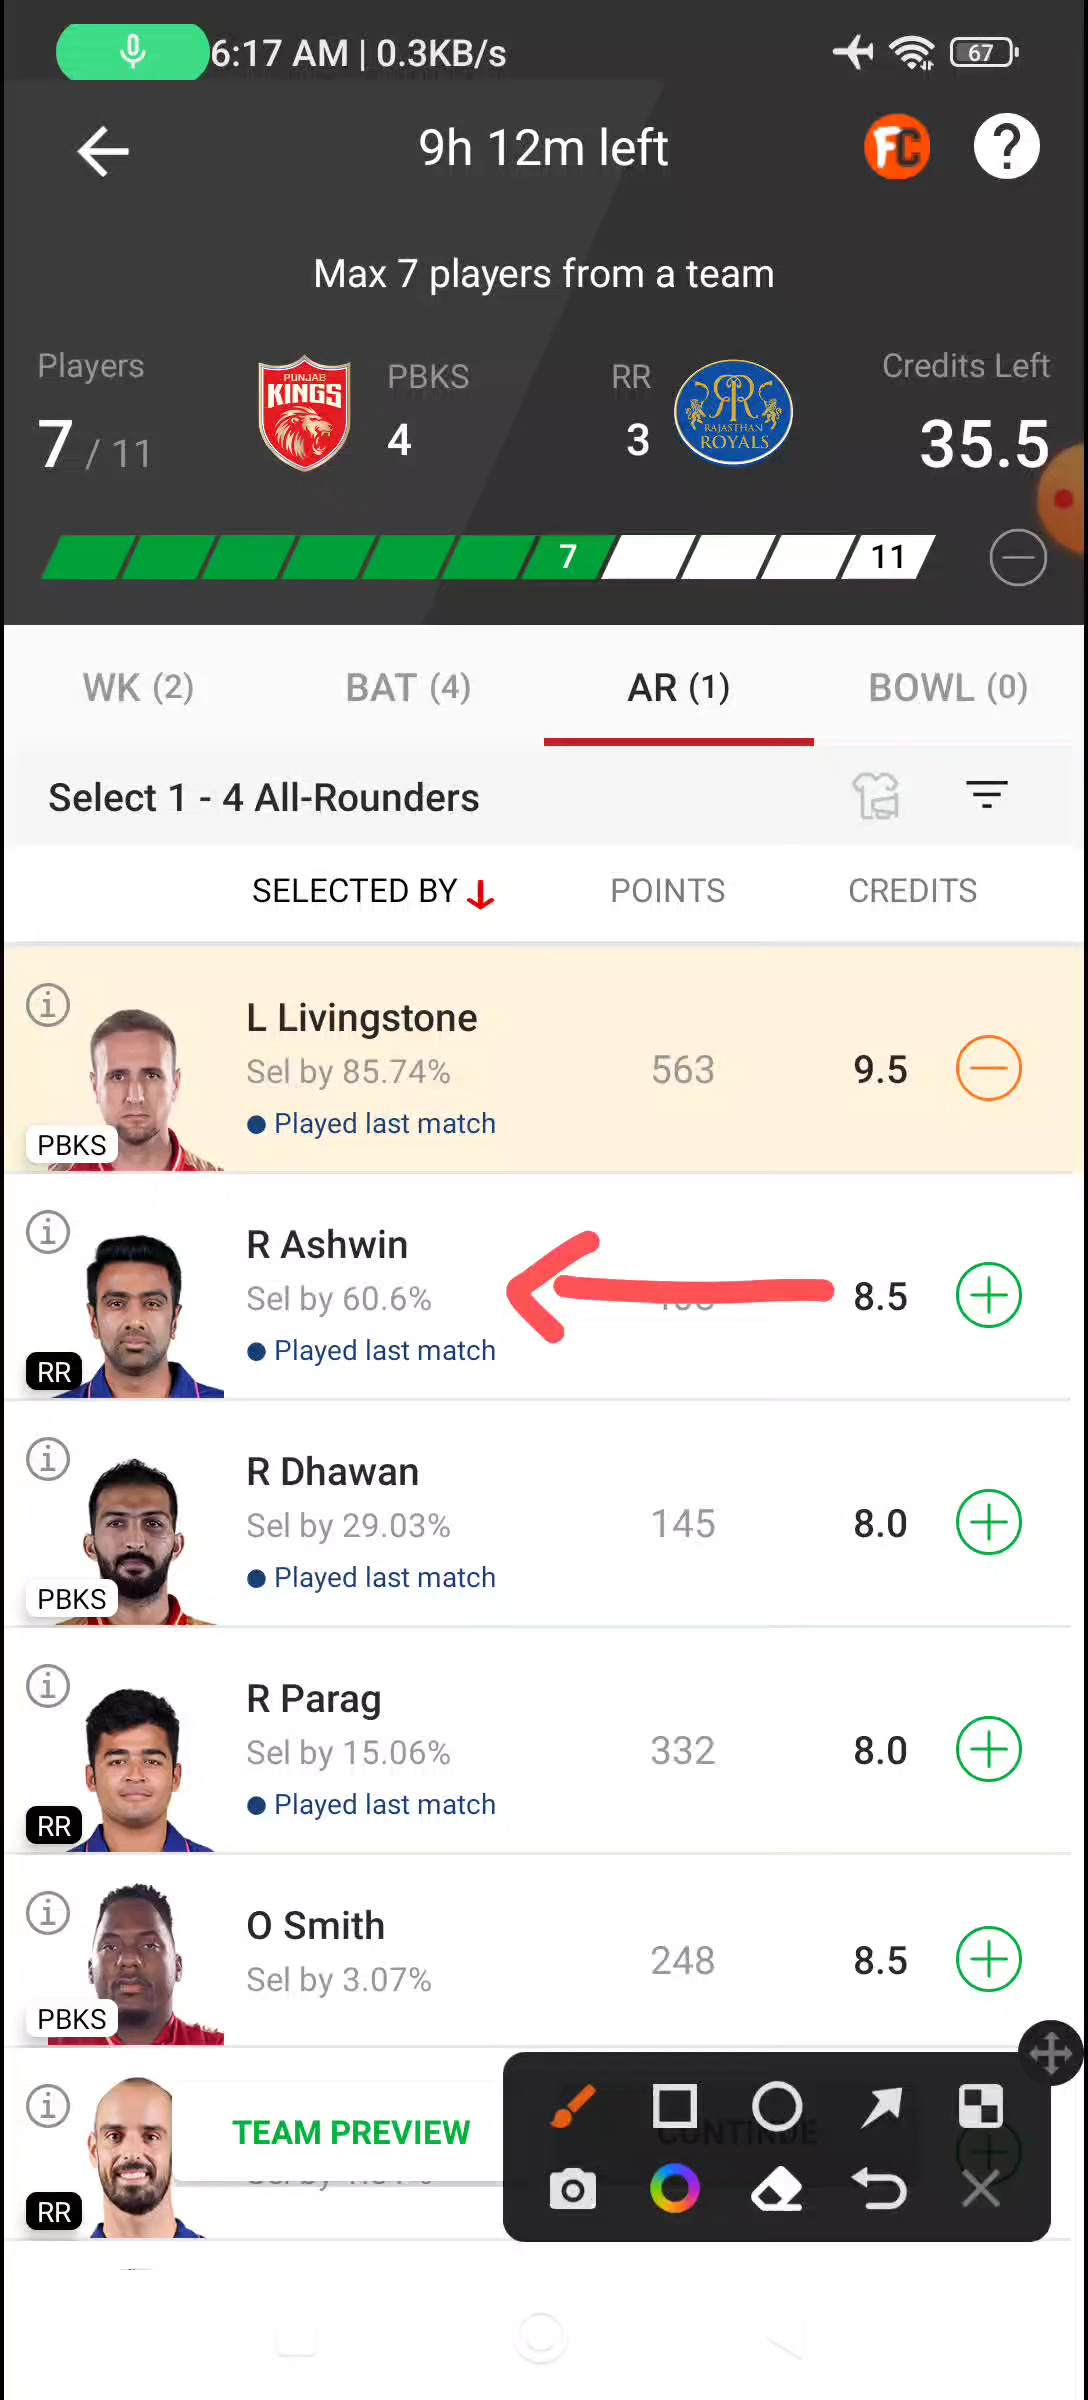 6:17 AM | 0.3KB/s
67
9h 12m left
FC
?
Max 7 players from a team
Players
PBKS
RR
Credits Left
PUNJAB
KINGS
RAJASTHAN
ROYALS
7 / 11
4
3
35.5
7
11
WK (2)
BAT (4)
AR (1)
BOWL (0)
Select 1 - 4 All-Rounders
SELECTED BY
POINTS
CREDITS
L Livingstone
Sel by 85.74%
563
9.5
Played last match
PBKS
R Ashwin
Sel by 60.6%
8.5
Played last match
RR
R Dhawan
Sel by 29.03%
145
8.0
Played last match
PBKS
R Parag
Sel by 15.06%
332
8.0
Played last match
RR
O Smith
Sel by 3.07%
248
8.5
PBKS
TEAM PREVIEW
CONTINUE
RR